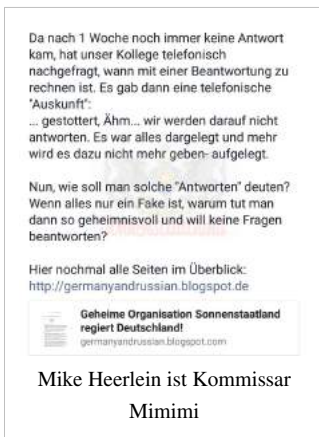 Da nach 1 Woche noch immer keine Antwort
kam, hat unser Kollege telefonisch
nachgefragt, wann mit einer Beantwortung zu
rechnen ist. Es gab dann eine telefonische
"Auskunft":
... gestottert, Ähm... wir werden darauf nicht
antworten. Es war alles dargelegt und mehr
wird es dazu nicht mehr geben- aufgelegt.
Nun, wie soll man solche "Antworten" deuten?
Wenn alles nur ein Fake ist, warum tut man
dann so geheimnisvoll und will keine Fragen
beantworten?
Hier nochmal alle Seiten im Überblick:
http://germanyandrussian.blogspot.de
Geheime Organisation Sonnenstaatland
regiert Deutschland!
germanyandrussian.blogspot.com
Mike Heerlein ist Kommissar
Mimimi